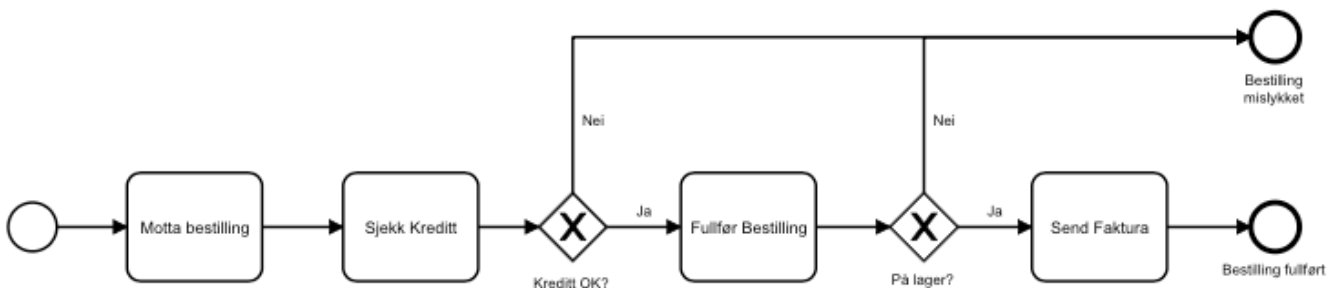 Bestilling
mislykket
Nei
Nei
Motta bestilling
Sjekk Kreditt
Ja
Fullfør Bestilling
Ja
Send Faktura
Kreditt OK?
På lager?
Bestilling fullført